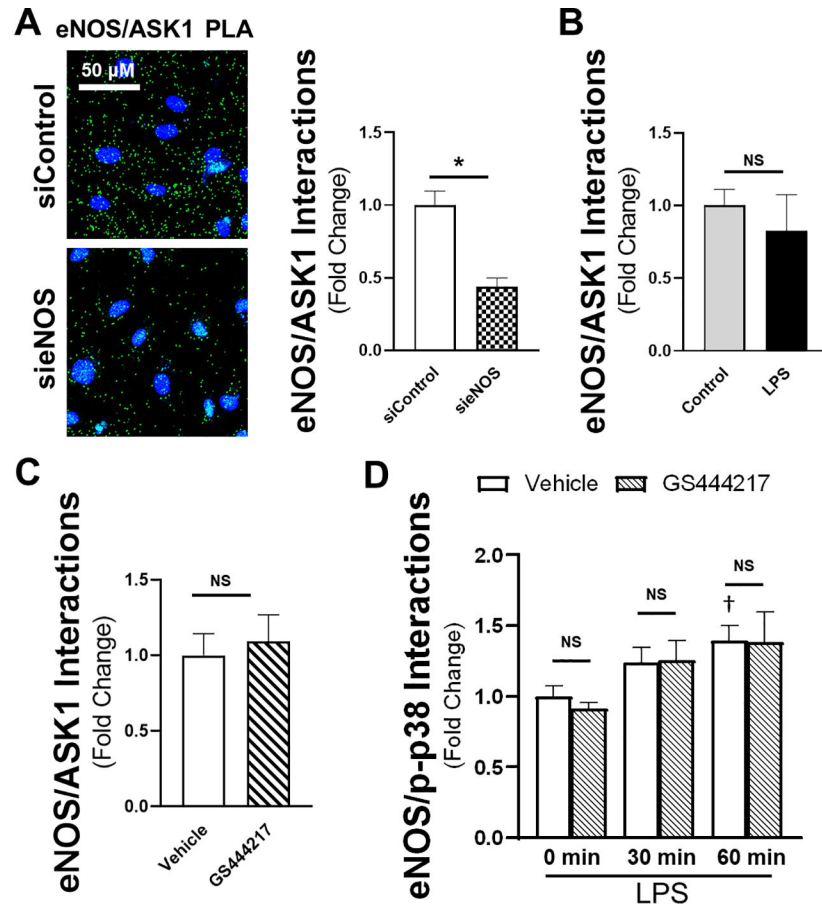 A
eNOS/ASK1 PLA
50 µM
siControl
sieNOS
eNOS/ASK1 Interactions
(Fold Change)
1.5
1.0
0.5
0.0
*
siControl
sieNOS
B
eNOS/ASK1 Interactions
(Fold Change)
1.5
1.0
0.5
0.0
NS
Control
LPS
C
eNOS/ASK1 Interactions
(Fold Change)
1.5
1.0
0.5
0.0
NS
Vehicle
GS444217
D
Vehicle GS444217
eNOS/p-p38 Interactions
(Fold Change)
2.0
1.5
1.0
0.5
0.0
NS
NS
NS
†
0 min 30 min 60 min
LPS